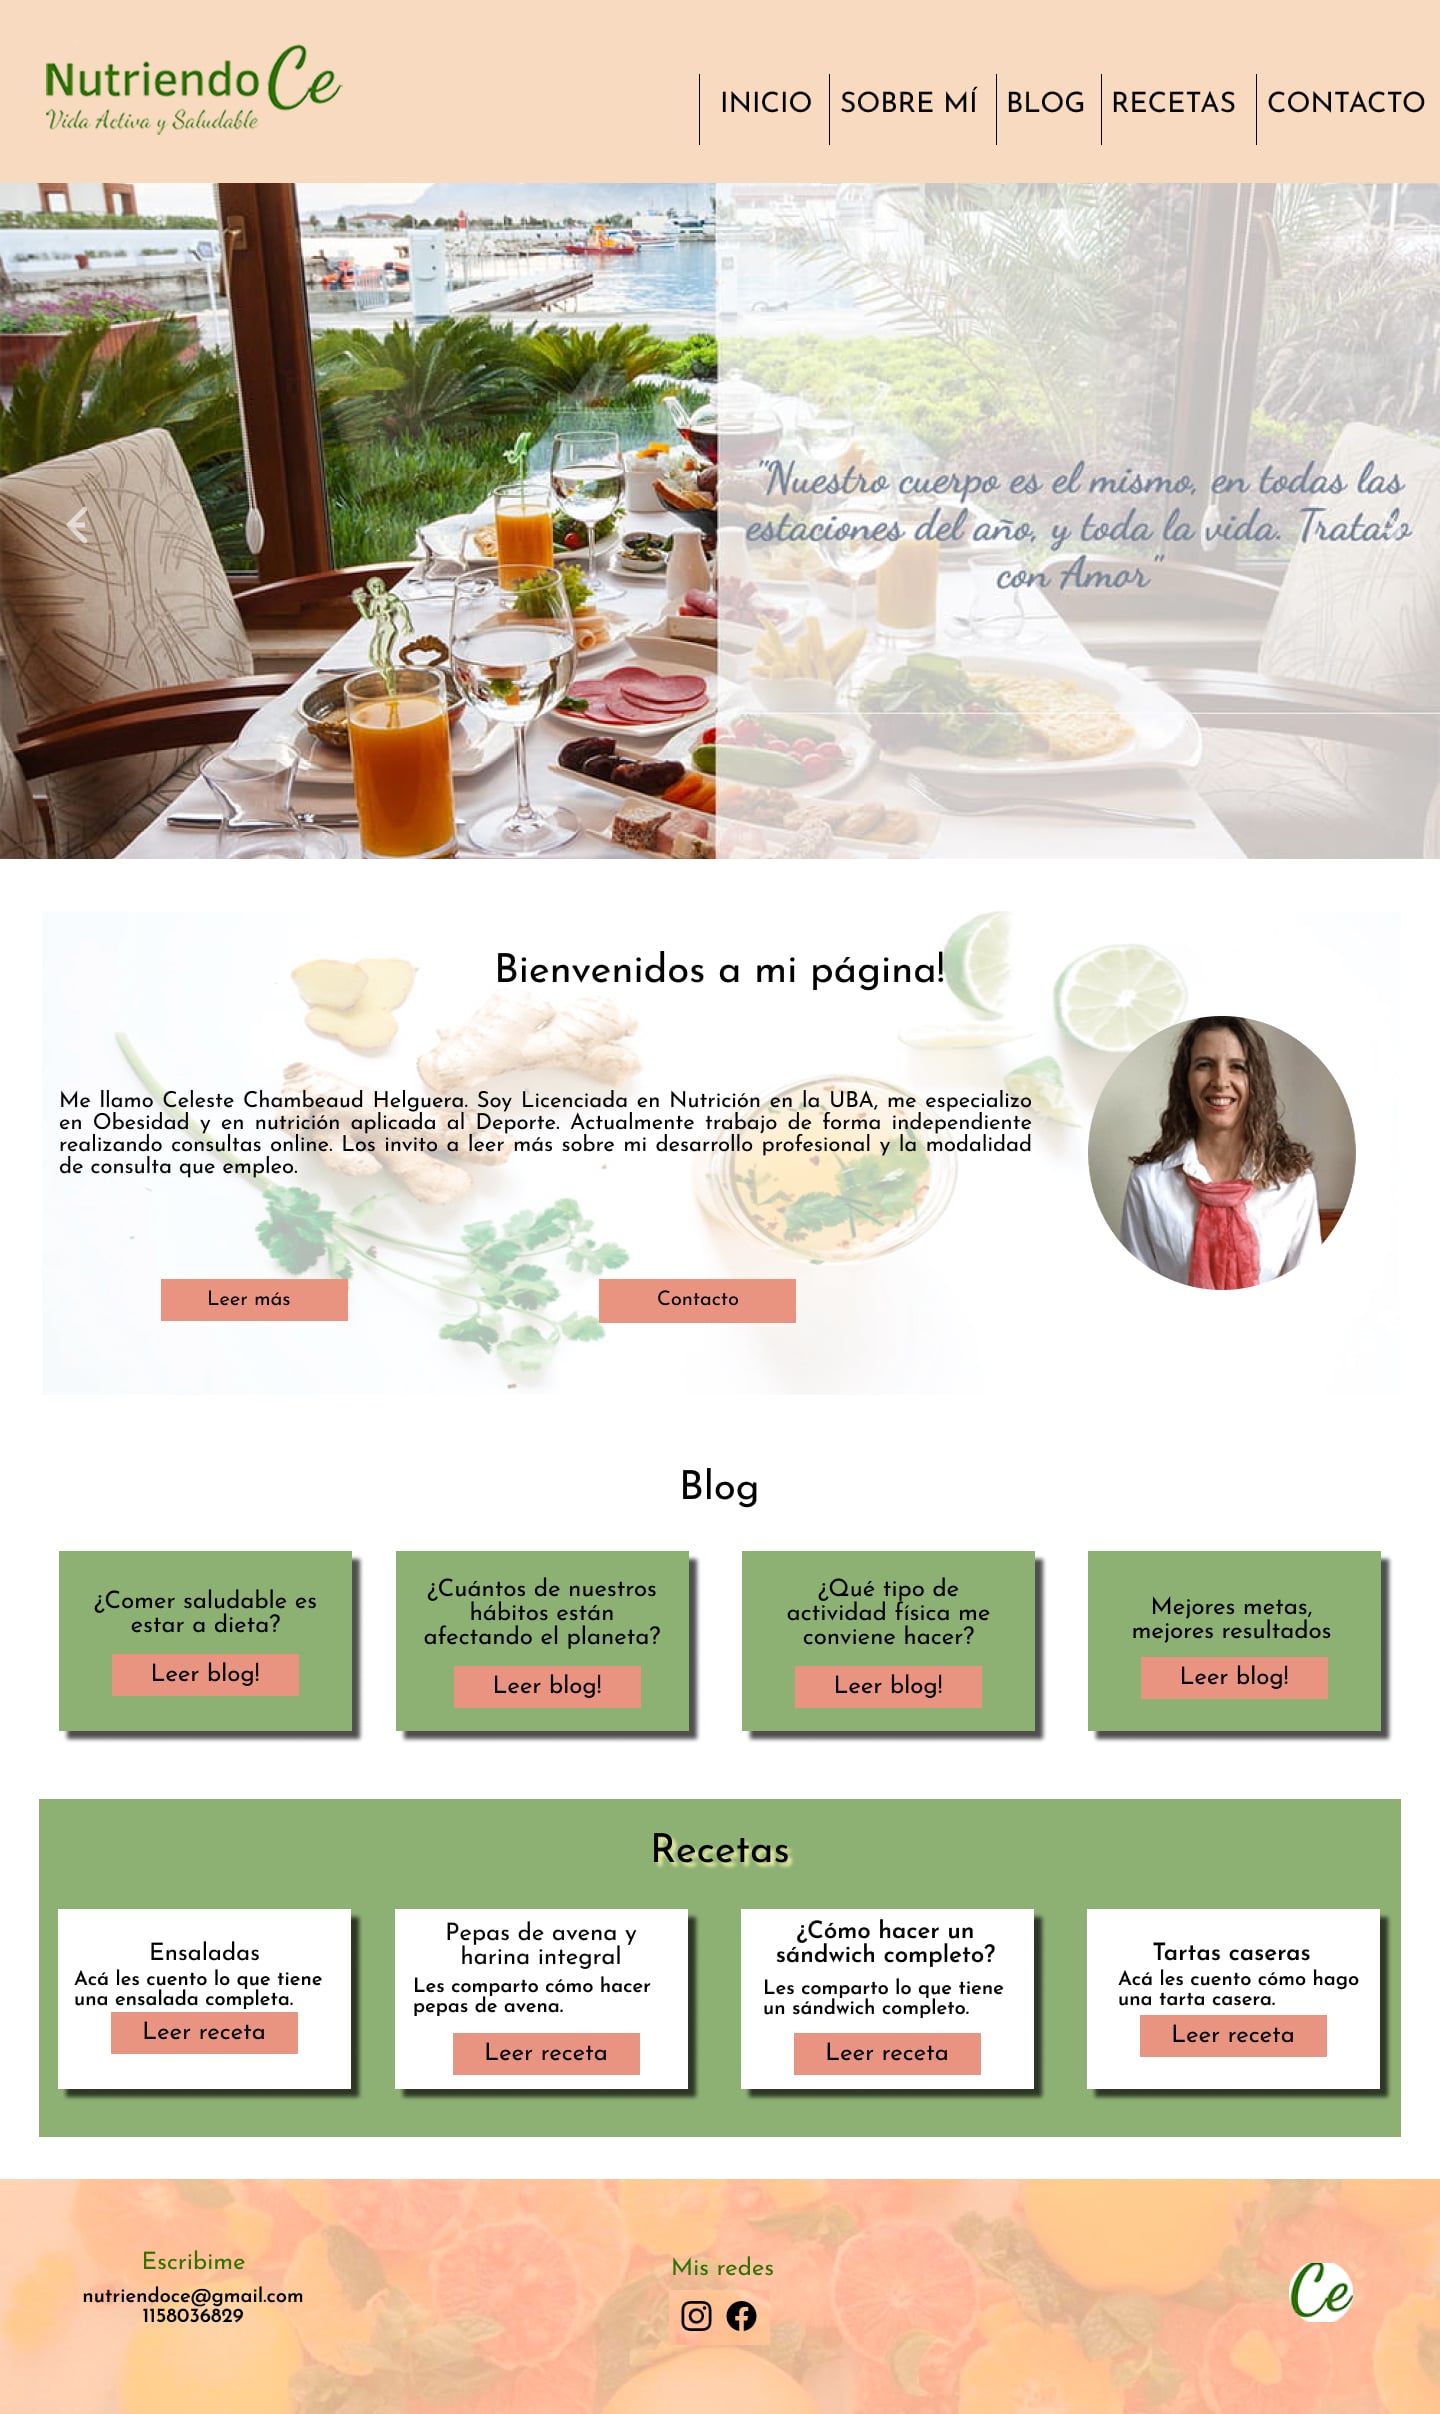 Nutriendo Ce
Vida Activa y Saludable
INICIO
SOBRE MÍ
BLOG
RECETAS
CONTACTO
"Nuestro cuerpo es el mismo, en todas las
estaciones del año, y toda la vida. Tratalo
con Amor"
Bienvenidos a mi página!
Me llamo Celeste Chambeaud Helguera. Soy Licenciada en Nutrición en la UBA, me especializo
en Obesidad y en nutrición aplicada al Deporte. Actualmente trabajo de forma independiente
realizando consultas online. Los invito a leer más sobre mi desarrollo profesional y la modalidad
de consulta que empleo.
Leer más
Contacto
Blog
¿Comer saludable es
estar a dieta?
Leer blog!
¿Cuántos de nuestros
hábitos están
afectando el planeta?
Leer blog!
¿Qué tipo de
actividad física me
conviene hacer?
Leer blog!
Mejores metas,
mejores resultados
Leer blog!
Recetas
Ensaladas
Acá les cuento lo que tiene
una ensalada completa.
Leer receta
Pepas de avena y
harina integral
Les comparto cómo hacer
pepas de avena.
Leer receta
¿Cómo hacer un
sándwich completo?
Les comparto lo que tiene
un sándwich completo.
Leer receta
Tartas caseras
Acá les cuento cómo hago
una tarta casera.
Leer receta
Escribime
nutriendoce@gmail.com
1158036829
Mis redes
Ce